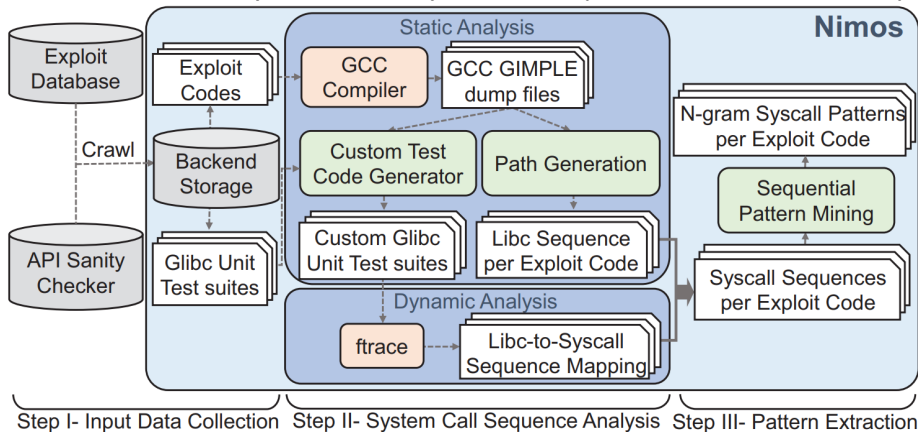 Nimos
Static Analysis
Exploit
Database
Exploit
Codes
GCC
Compiler
GCC GIMPLE
dump files
N-gram Syscall Patterns
per Exploit Code
Crawl
Backend
Storage
Custom Test
Code Generator
Path Generation
Sequential
Pattern Mining
API Sanity
Checker
Glibc Unit
Test suites
Custom Glibc
Unit Test suites
Libc Sequence
per Exploit Code
Syscall Sequences
per Exploit Code
Dynamic Analysis
ftrace
Libc-to-Syscall
Sequence Mapping
Step I- Input Data Collection
Step II- System Call Sequence Analysis
Step III- Pattern Extraction